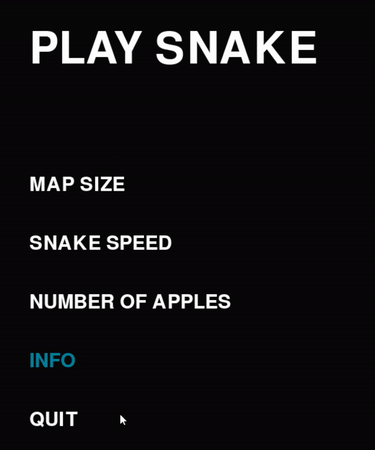 PLAY SNAKE
MAP SIZE
SNAKE SPEED
NUMBER OF APPLES
INFO
QUIT